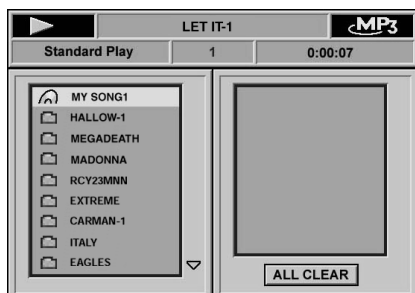 LET IT-1
MP3
Standard Play 1 0:00:07
MY SONG1
HALLOW-1
MEGADEATH
MADONNA
RCY23MNN
EXTREME
CARMAN-1
ITALY
EAGLES
ALL CLEAR